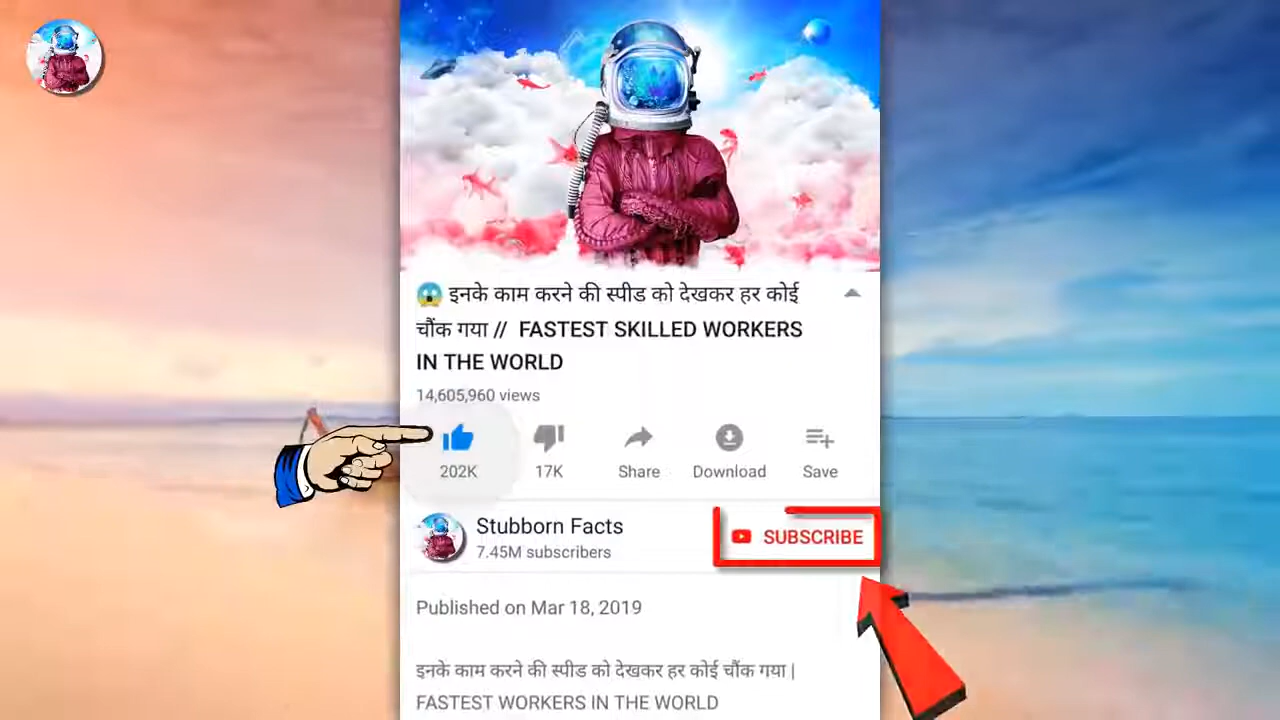 😱 इनके काम करने की स्पीड को देखकर हर कोई
चौंक गया // FASTEST SKILLED WORKERS
IN THE WORLD
14,605,960 views
202K 17K Share Download Save
Stubborn Facts
7.45M subscribers
SUBSCRIBE
Published on Mar 18, 2019
इनके काम करने की स्पीड को देखकर हर कोई चौंक गया |
FASTEST WORKERS IN THE WORLD